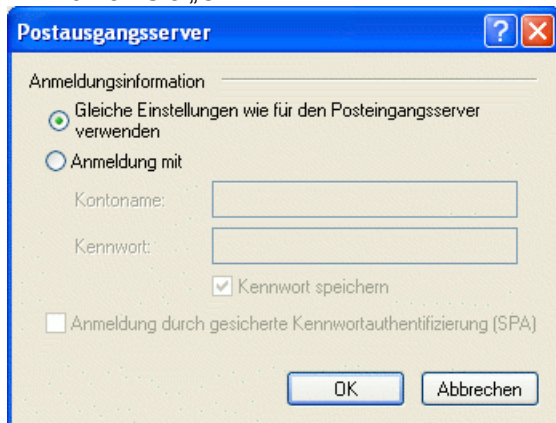 Postausgangsserver
Anmeldungsinformation
Gleiche Einstellungen wie für den Posteingangsserver
verwenden
Anmeldung mit
Kontoname:
Kennwort:
Kennwort speichern
Anmeldung durch gesicherte Kennwortauthentifizierung (SPA)
OK Abbrechen